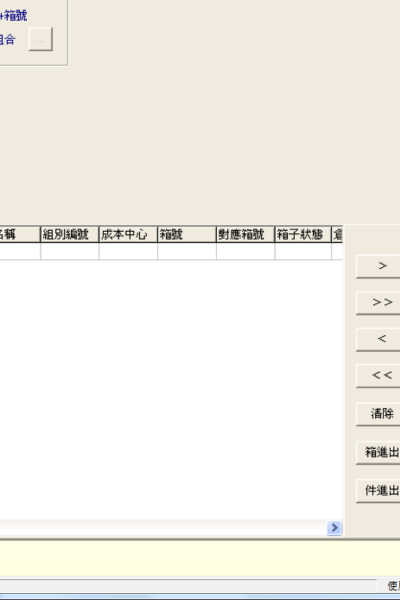 +箱號
組合 ...
名稱 組別編號 成本中心 箱號 對應箱號 箱子狀態 倉
>
>>
<
<<
清除
箱進出
件進出
使用